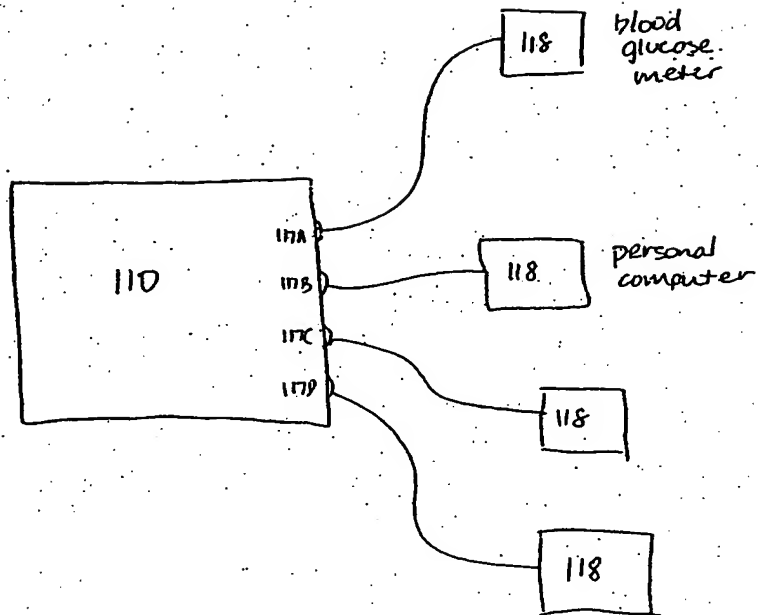 118
blood
glucose.
meter
117A
110
117B
118
personal
computer
117C
117D
118
118